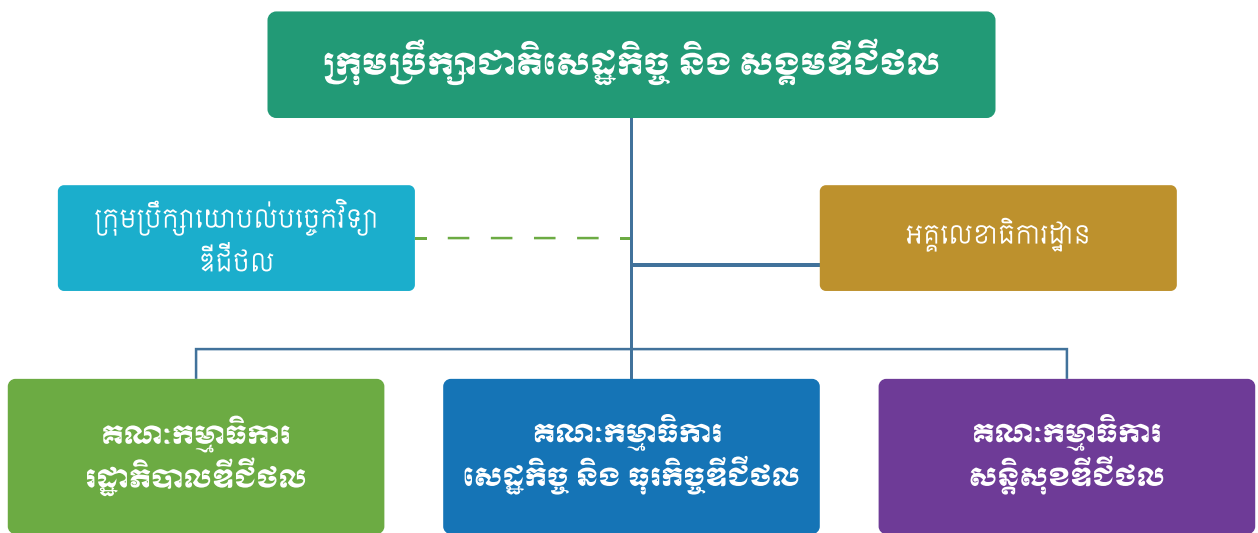 ក្រុមប្រឹក្សាជាតិសេដ្ឋកិច្ច និង សង្គមឌីជីថល
ក្រុមប្រឹក្សាយោបល់បច្ចេកវិទ្យា
ឌីជីថល
អគ្គលេខាធិការដ្ឋាន
គណៈកម្មាធិការ
រដ្ឋាភិបាលឌីជីថល
គណៈកម្មាធិការ
សេដ្ឋកិច្ច និង ធុរកិច្ចឌីជីថល
គណៈកម្មាធិការ
សន្តិសុខឌីជីថល